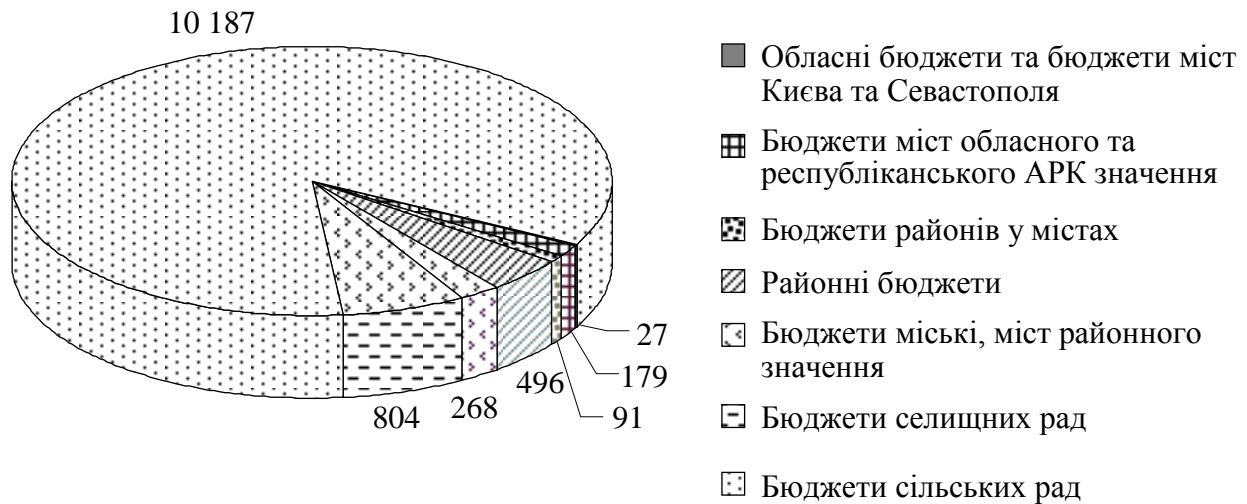 10 187
Обласні бюджети та бюджети міст
Києва та Севастополя
Бюджети міст обласного та
республіканського АРК значення
Бюджети районів у містах
Районні бюджети
Бюджети міські, міст районного
значення
Бюджети селищних рад
Бюджети сільських рад
27
179
91
496
268
804